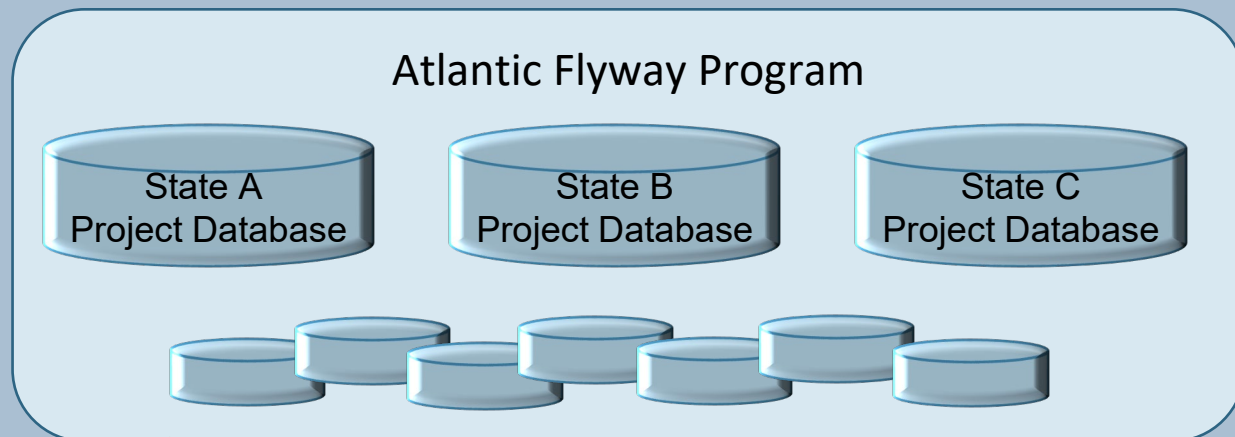 Atlantic Flyway Program
State A
Project Database
State B
Project Database
State C
Project Database